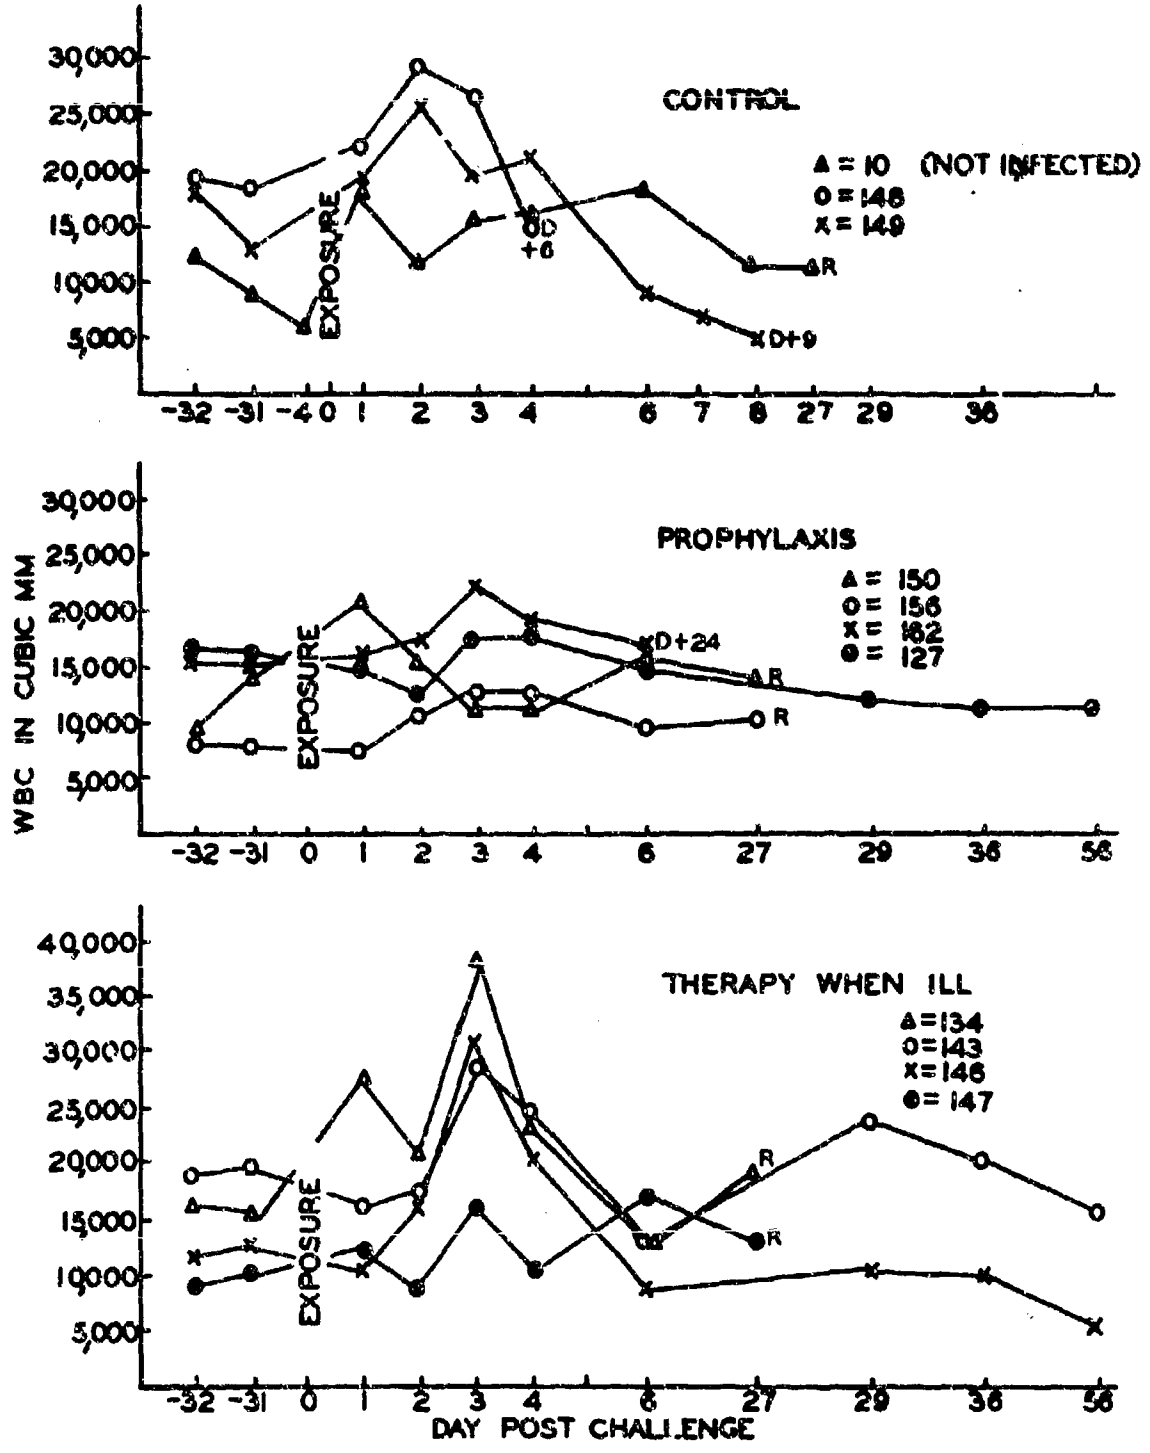 30,000
25,000
20,000
15,000
10,000
5,000
CONTROL
Δ = 10 (NOT INFECTED)
O = 148
X = 149
EXPOSURE
D
+6
R
D+9
-32 -31 -4 0 1 2 3 4 6 7 8 27 29 36
WBC IN CUBIC MM
30,000
25,000
20,000
15,000
10,000
5,000
PROPHYLAXIS
Δ = 150
O = 156
X = 162
● = 127
EXPOSURE
D+24
R
R
-32 -31 0 1 2 3 4 6 27 29 36 56
40,000
35,000
30,000
25,000
20,000
15,000
10,000
5,000
THERAPY WHEN ILL
Δ = 134
O = 143
X = 146
● = 147
EXPOSURE
R
R
-32 -31 0 1 2 3 4 6 27 29 36 56
DAY POST CHALLENGE